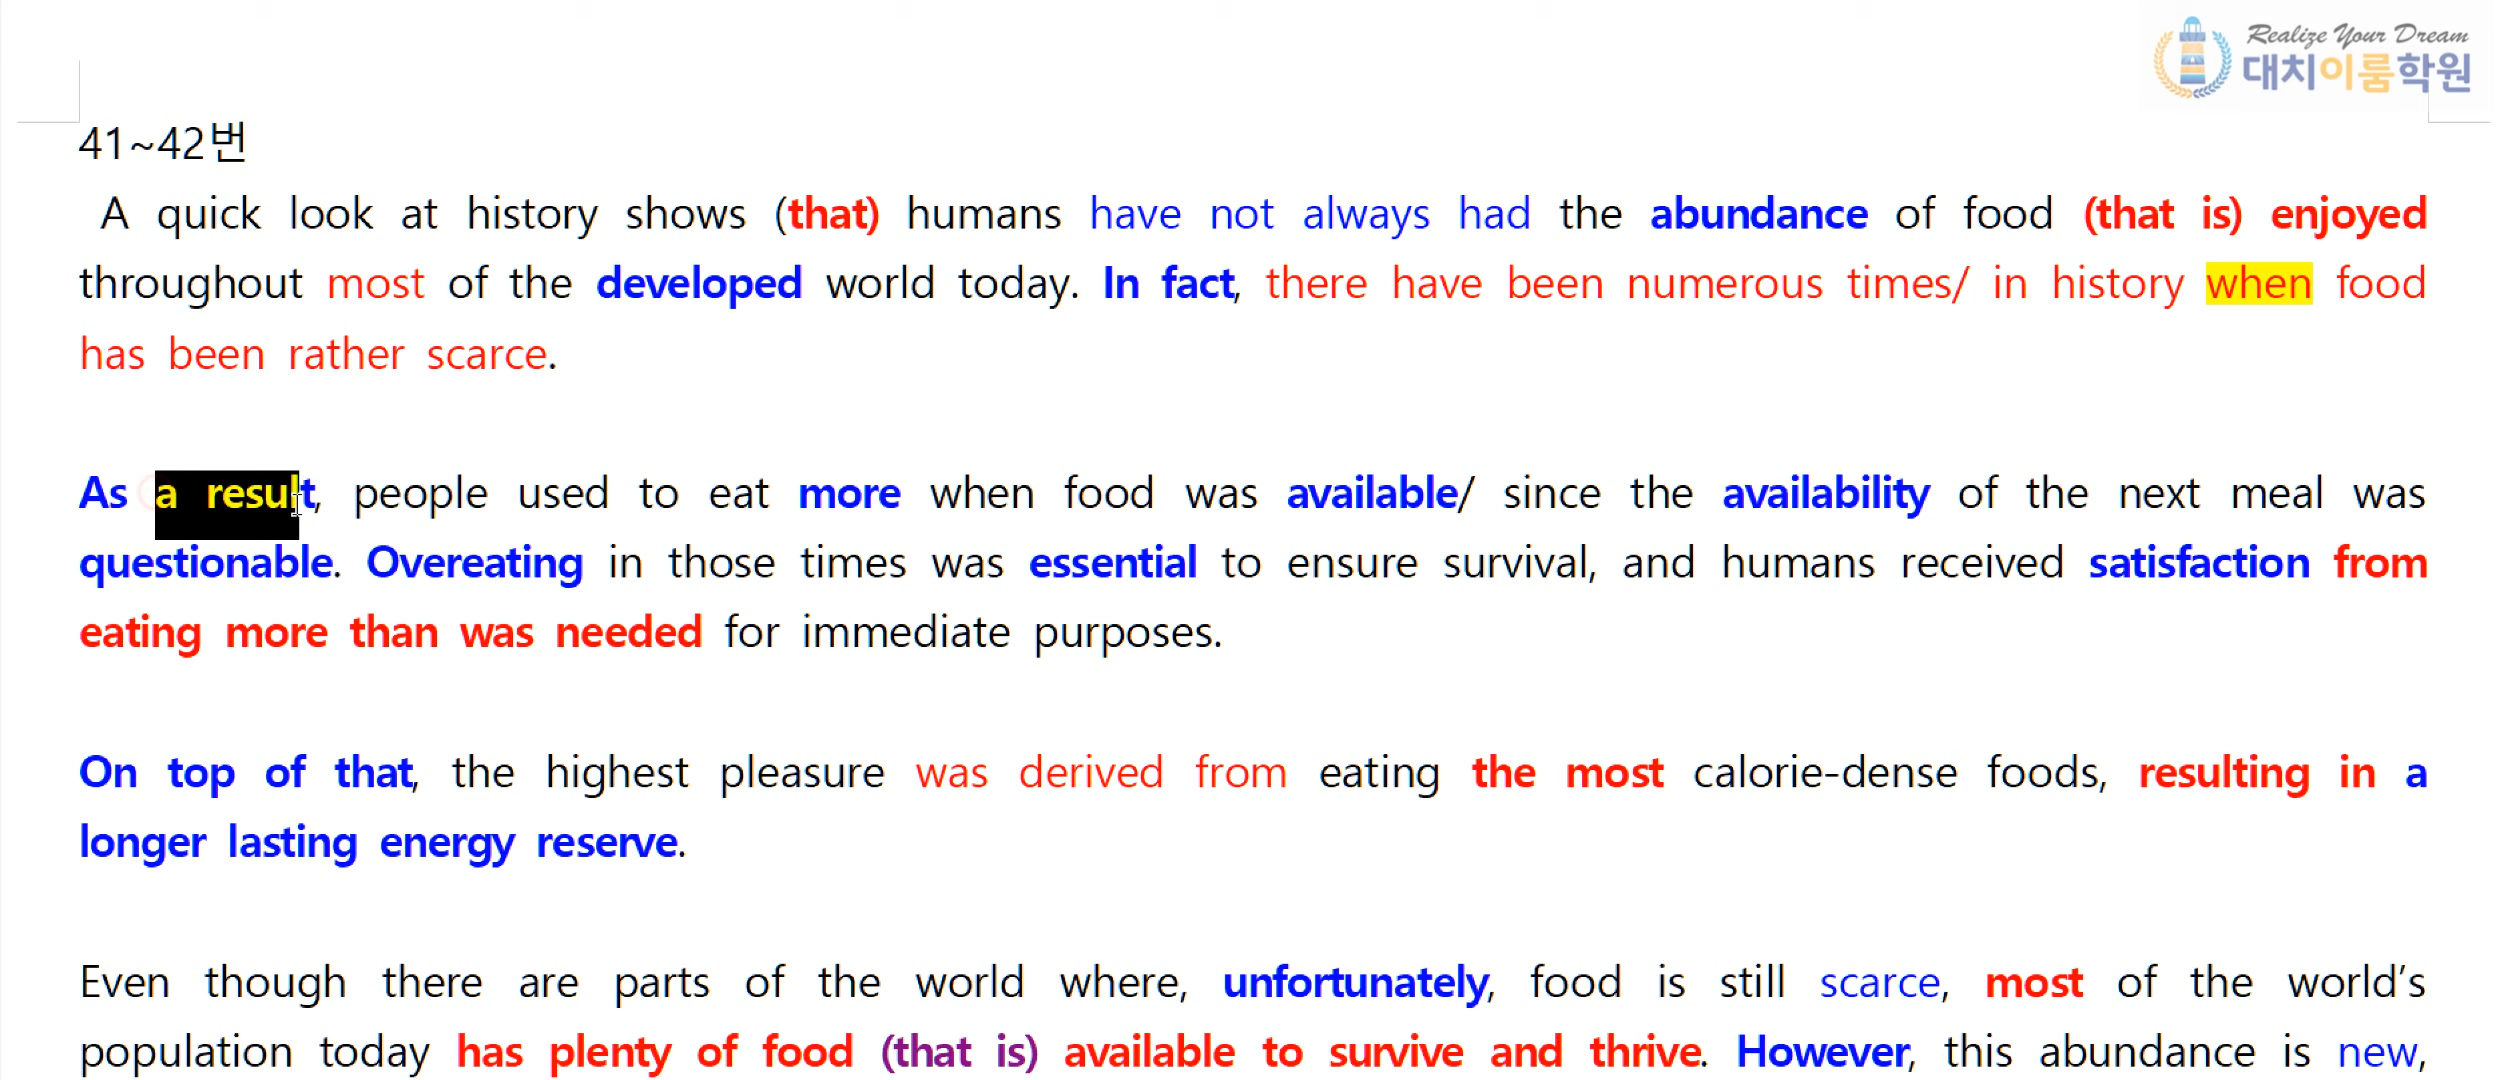 Realize Your Dream
대치이룸학원
41~42번
A quick look at history shows (that) humans have not always had the abundance of food (that is) enjoyed
throughout most of the developed world today. In fact, there have been numerous times/ in history when food
has been rather scarce.
As a result, people used to eat more when food was available/ since the availability of the next meal was
questionable. Overeating in those times was essential to ensure survival, and humans received satisfaction from
eating more than was needed for immediate purposes.
On top of that, the highest pleasure was derived from eating the most calorie-dense foods, resulting in a
longer lasting energy reserve.
Even though there are parts of the world where, unfortunately, food is still scarce, most of the world's
population today has plenty of food (that is) available to survive and thrive. However, this abundance is new,